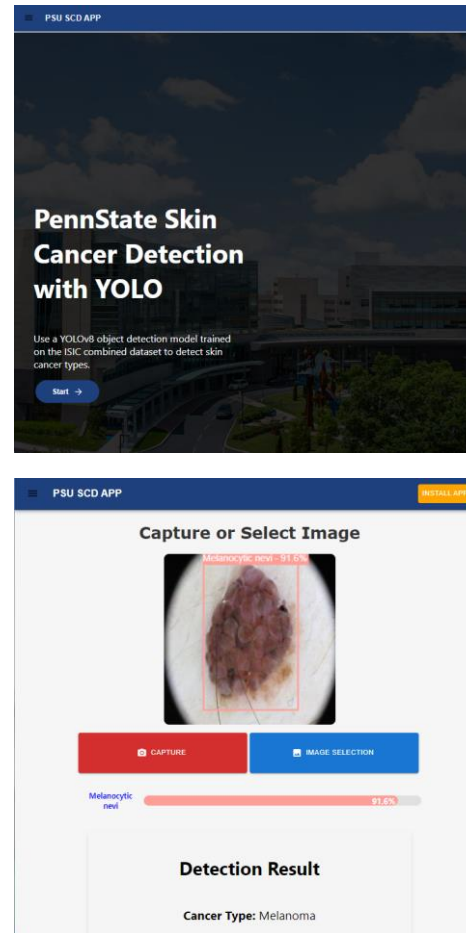 PSU SCD APP
PennState Skin
Cancer Detection
with YOLO
Use a YOLOv8 object detection model trained
on the ISIC combined dataset to detect skin
cancer types.
Start →
PSU SCD APP
INSTALL APP
Capture or Select Image
Melanocytic nevi - 91.6%
CAPTURE
IMAGE SELECTION
Melanocytic
nevi
91.6%
Detection Result
Cancer Type: Melanoma